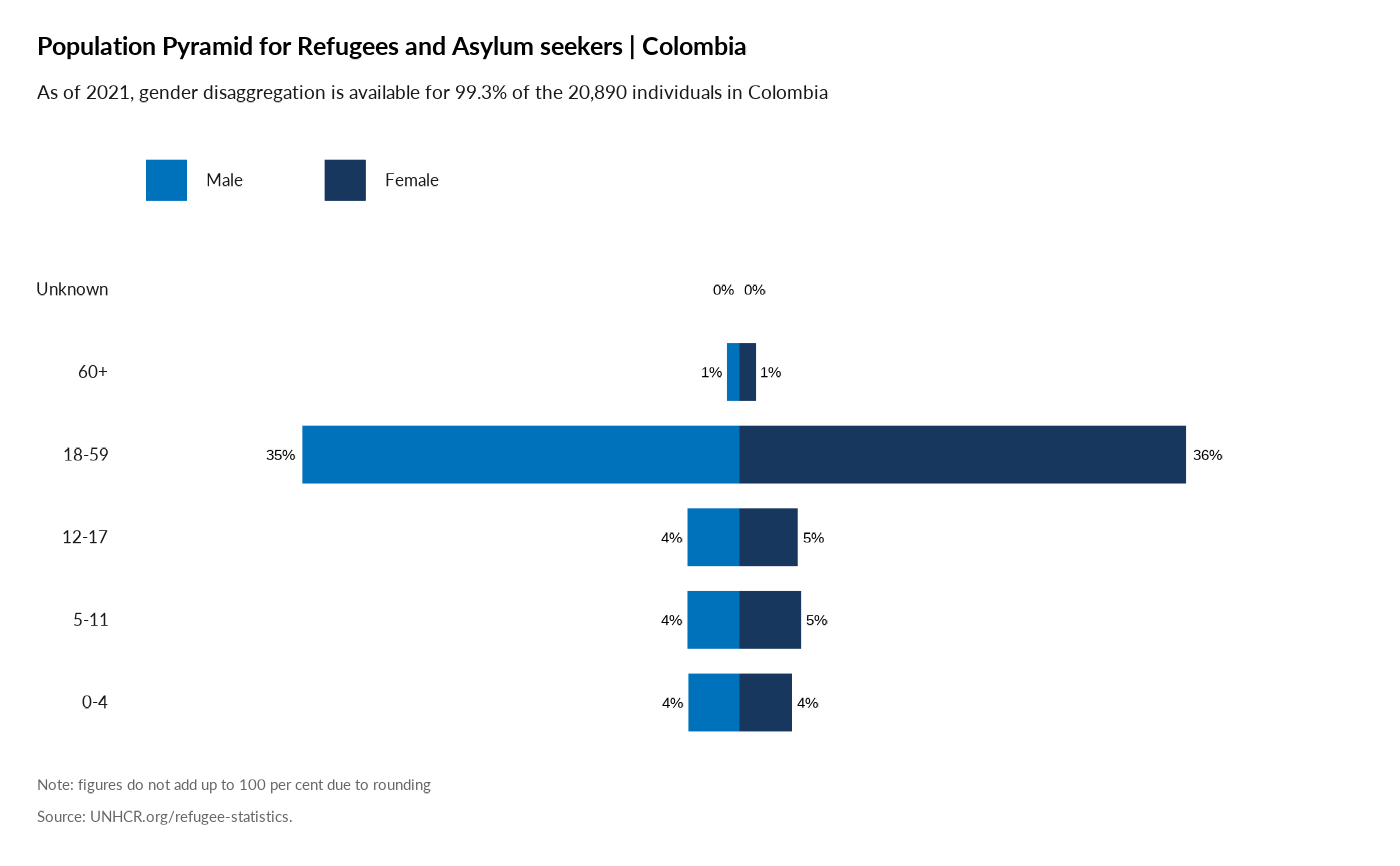 Population Pyramid for Refugees and Asylum seekers | Colombia
As of 2021, gender disaggregation is available for 99.3% of the 20,890 individuals in Colombia
Male Female
Unknown 0% 0%
60+ 1% 1%
18-59 35% 36%
12-17 4% 5%
5-11 4% 5%
0-4 4% 4%
Note: figures do not add up to 100 per cent due to rounding
Source: UNHCR.org/refugee-statistics.